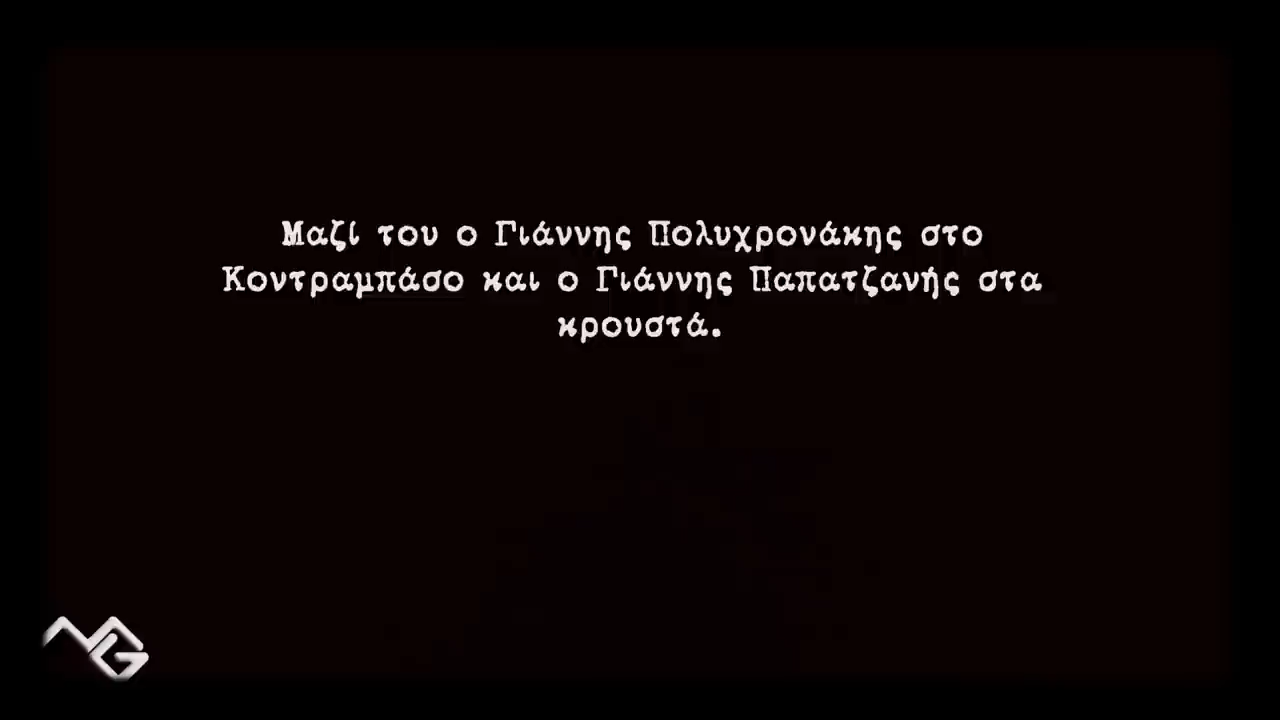 Μαζί του ο Γιάννης Πολυχρονάκης στο
Κοντραμπάσο και ο Γιάννης Παπατζανής στα
κρουστά.